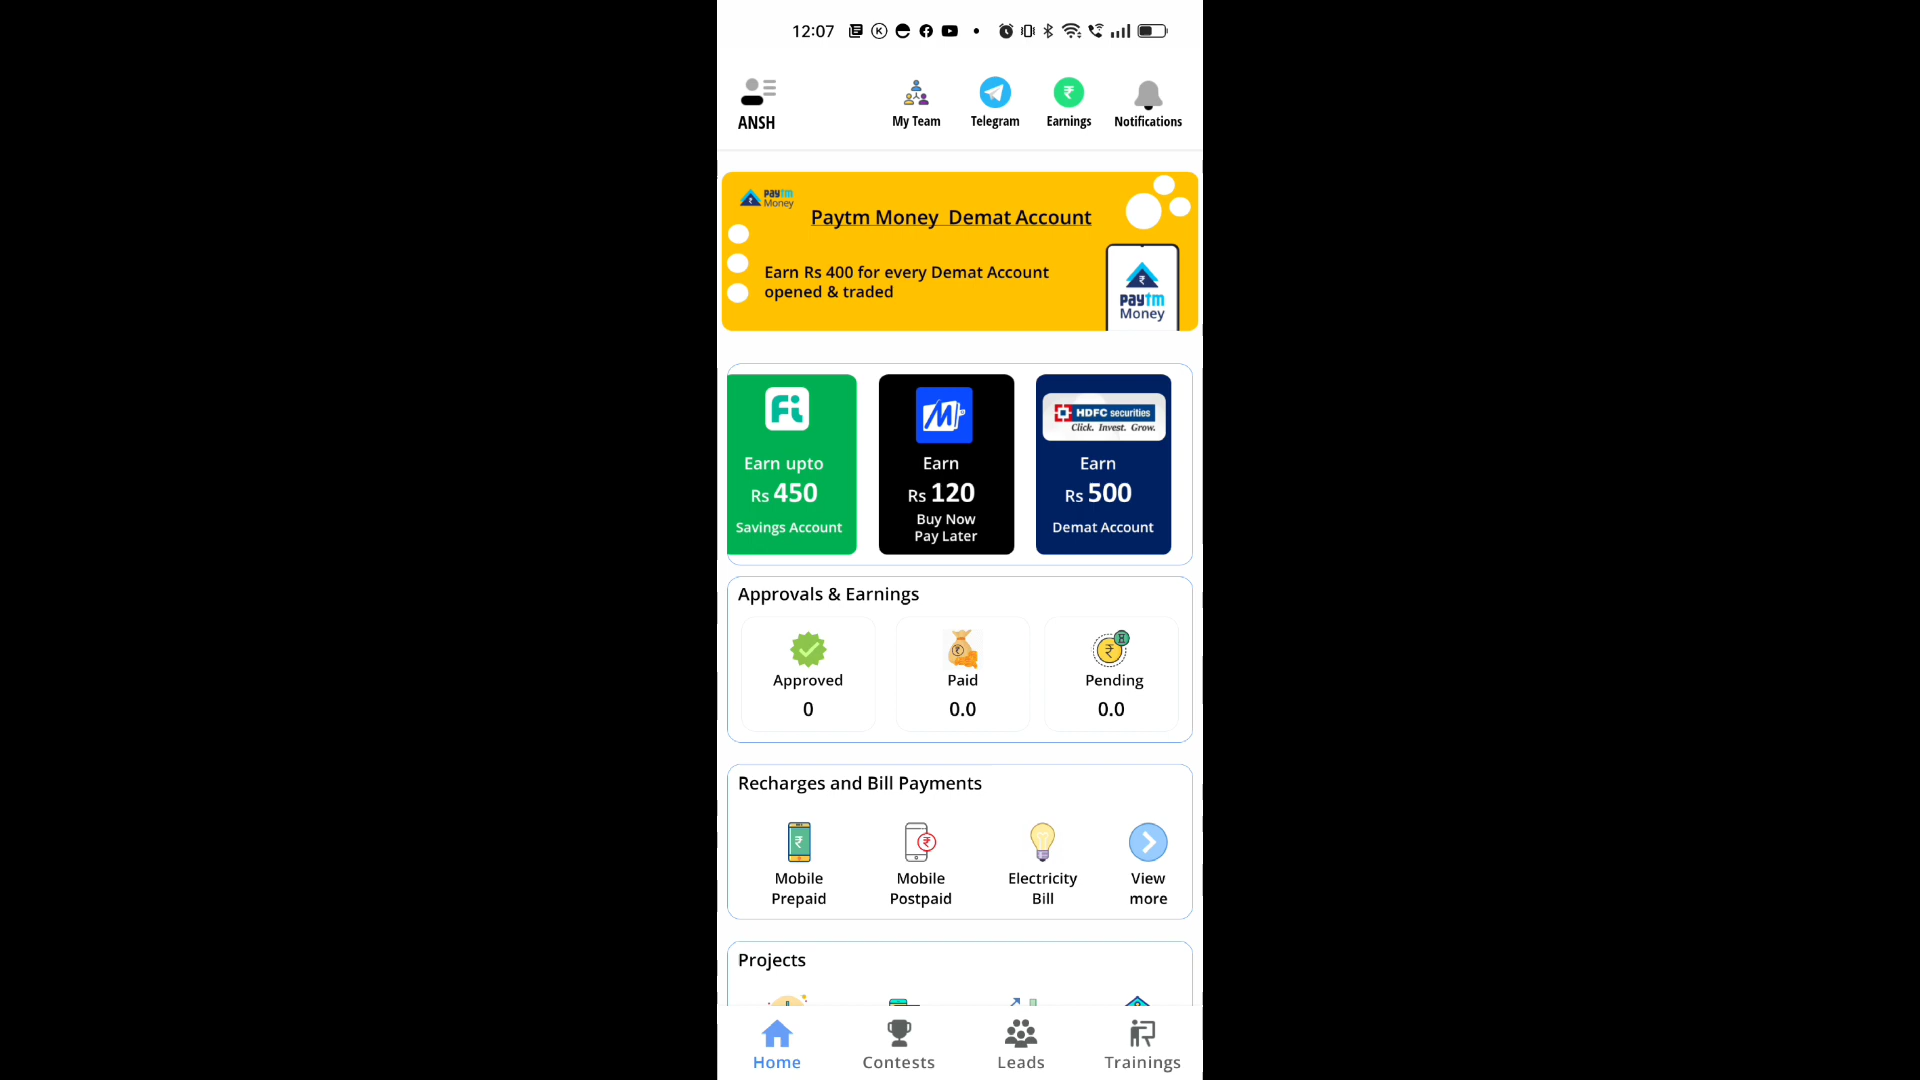 12:07
ANSH
My Team
Telegram
Earnings
Notifications
paytm
Money
Paytm Money Demat Account
Earn Rs 400 for every Demat Account
opened & traded
paytm
Money
Fi
Earn upto
Rs 450
Savings Account
M
Earn
Rs 120
Buy Now
Pay Later
HDFC securities
Click. Invest. Grow.
Earn
Rs 500
Demat Account
Approvals & Earnings
Approved
0
Paid
0.0
Pending
0.0
Recharges and Bill Payments
Mobile
Prepaid
Mobile
Postpaid
Electricity
Bill
View
more
Projects
Home
Contests
Leads
Trainings